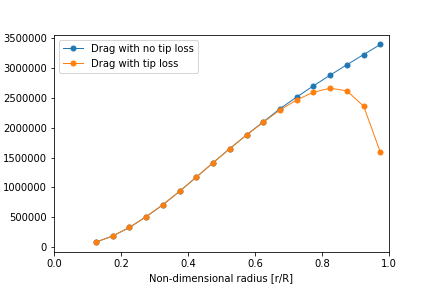 3500000
3000000
2500000
2000000
1500000
1000000
500000
0
Drag with no tip loss
Drag with tip loss
0.0 0.2 0.4 0.6 0.8 1.0
Non-dimensional radius [r/R]